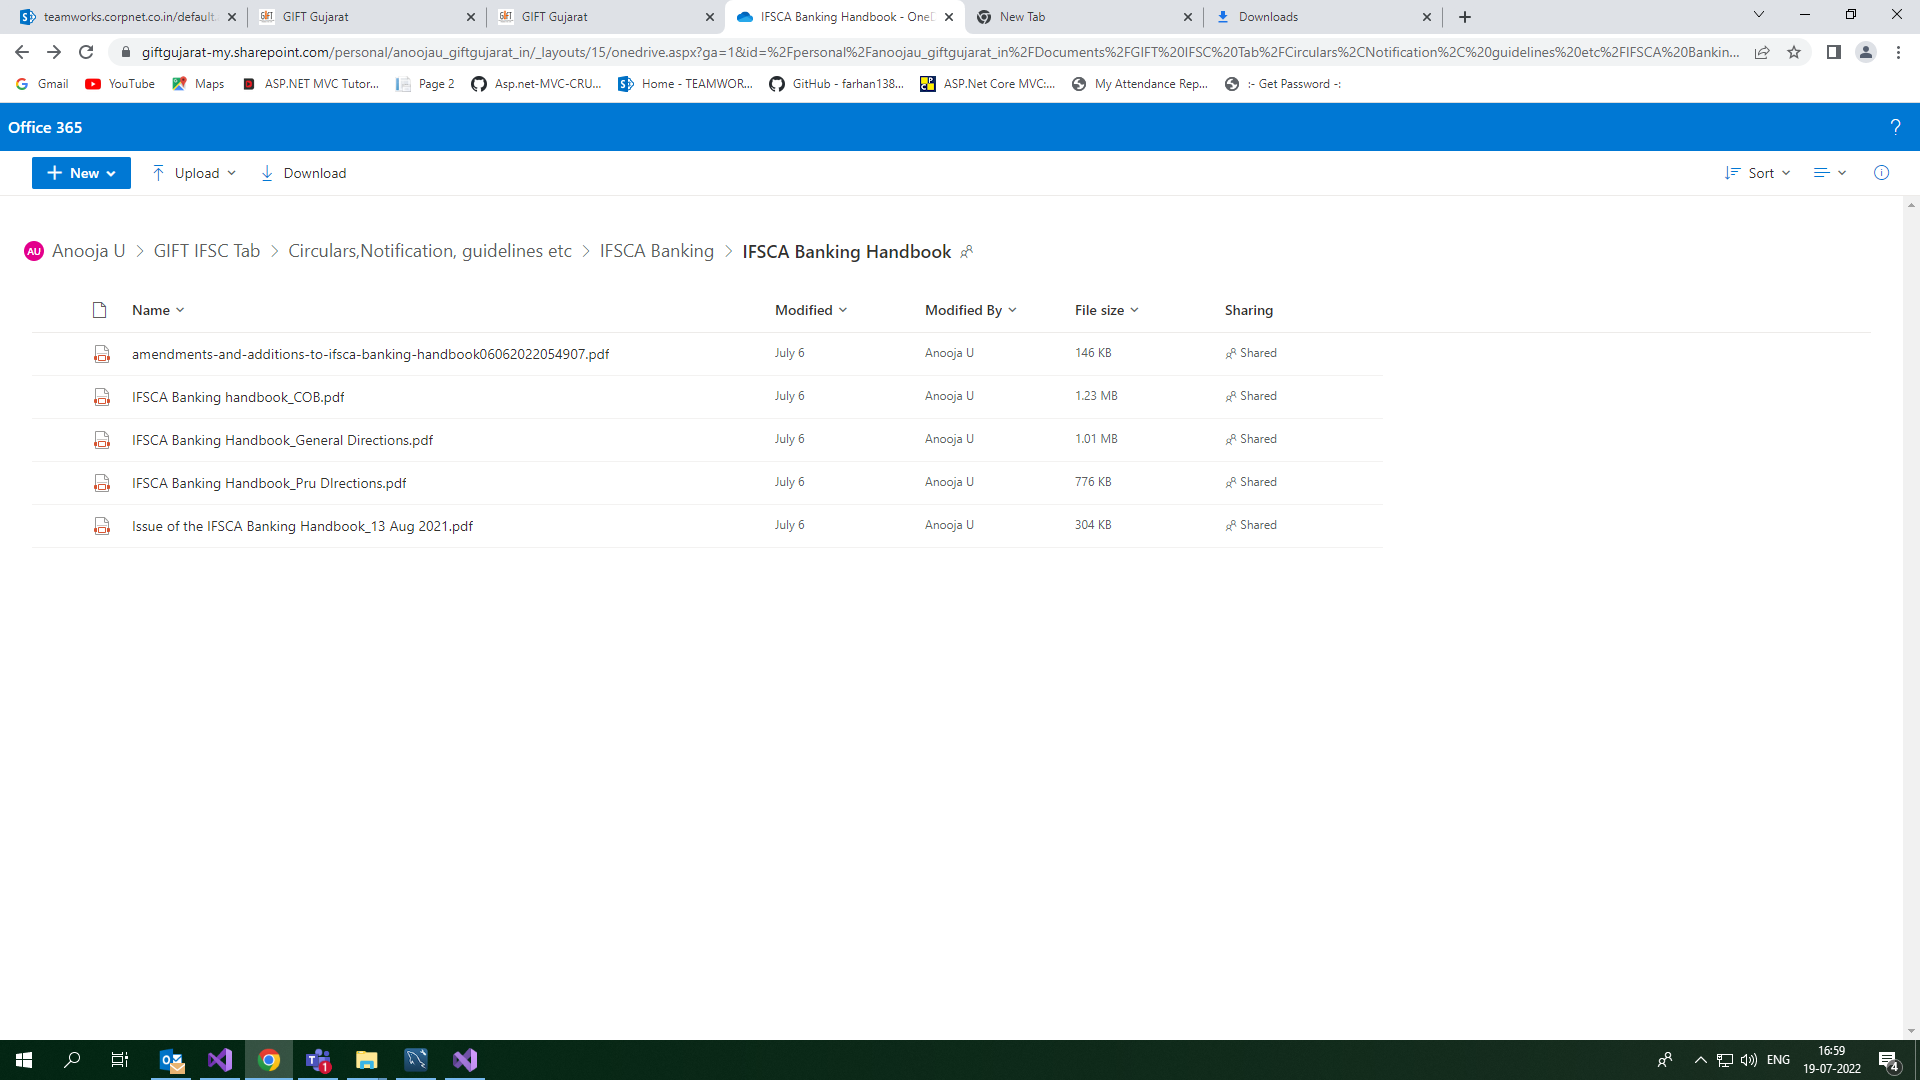 teamworks.corpnet.co.in/default.
GIFT Gujarat
GIFT Gujarat
IFSCA Banking Handbook - OneD
New Tab
Downloads
giftgujarat-my.sharepoint.com/personal/anoojau_giftgujarat_in/_layouts/15/onedrive.aspx?ga=1&id=%2Fpersonal%2Fanoojau_giftgujarat_in%2FDocuments%2FGIFT%20IFSC%20Tab%2FCirculars%2CNotification%2C%20guidelines%20etc%2FIFSCA%20Bankin...
Gmail
YouTube
Maps
ASP.NET MVC Tutor...
Page 2
Asp.net-MVC-CRU...
Home - TEAMWOR...
GitHub - farhan138...
ASP.Net Core MVC:...
My Attendance Rep...
:- Get Password -:
Office 365
?
New
Upload
Download
Sort
AU Anooja U > GIFT IFSC Tab > Circulars,Notification, guidelines etc > IFSCA Banking > IFSCA Banking Handbook
Name Modified Modified By File size Sharing
amendments-and-additions-to-ifsca-banking-handbook06062022054907.pdf July 6 Anooja U 146 KB Shared
IFSCA Banking handbook_COB.pdf July 6 Anooja U 1.23 MB Shared
IFSCA Banking Handbook_General Directions.pdf July 6 Anooja U 1.01 MB Shared
IFSCA Banking Handbook_Pru DIrections.pdf July 6 Anooja U 776 KB Shared
Issue of the IFSCA Banking Handbook_13 Aug 2021.pdf July 6 Anooja U 304 KB Shared
ENG
16:59
19-07-2022
4
1